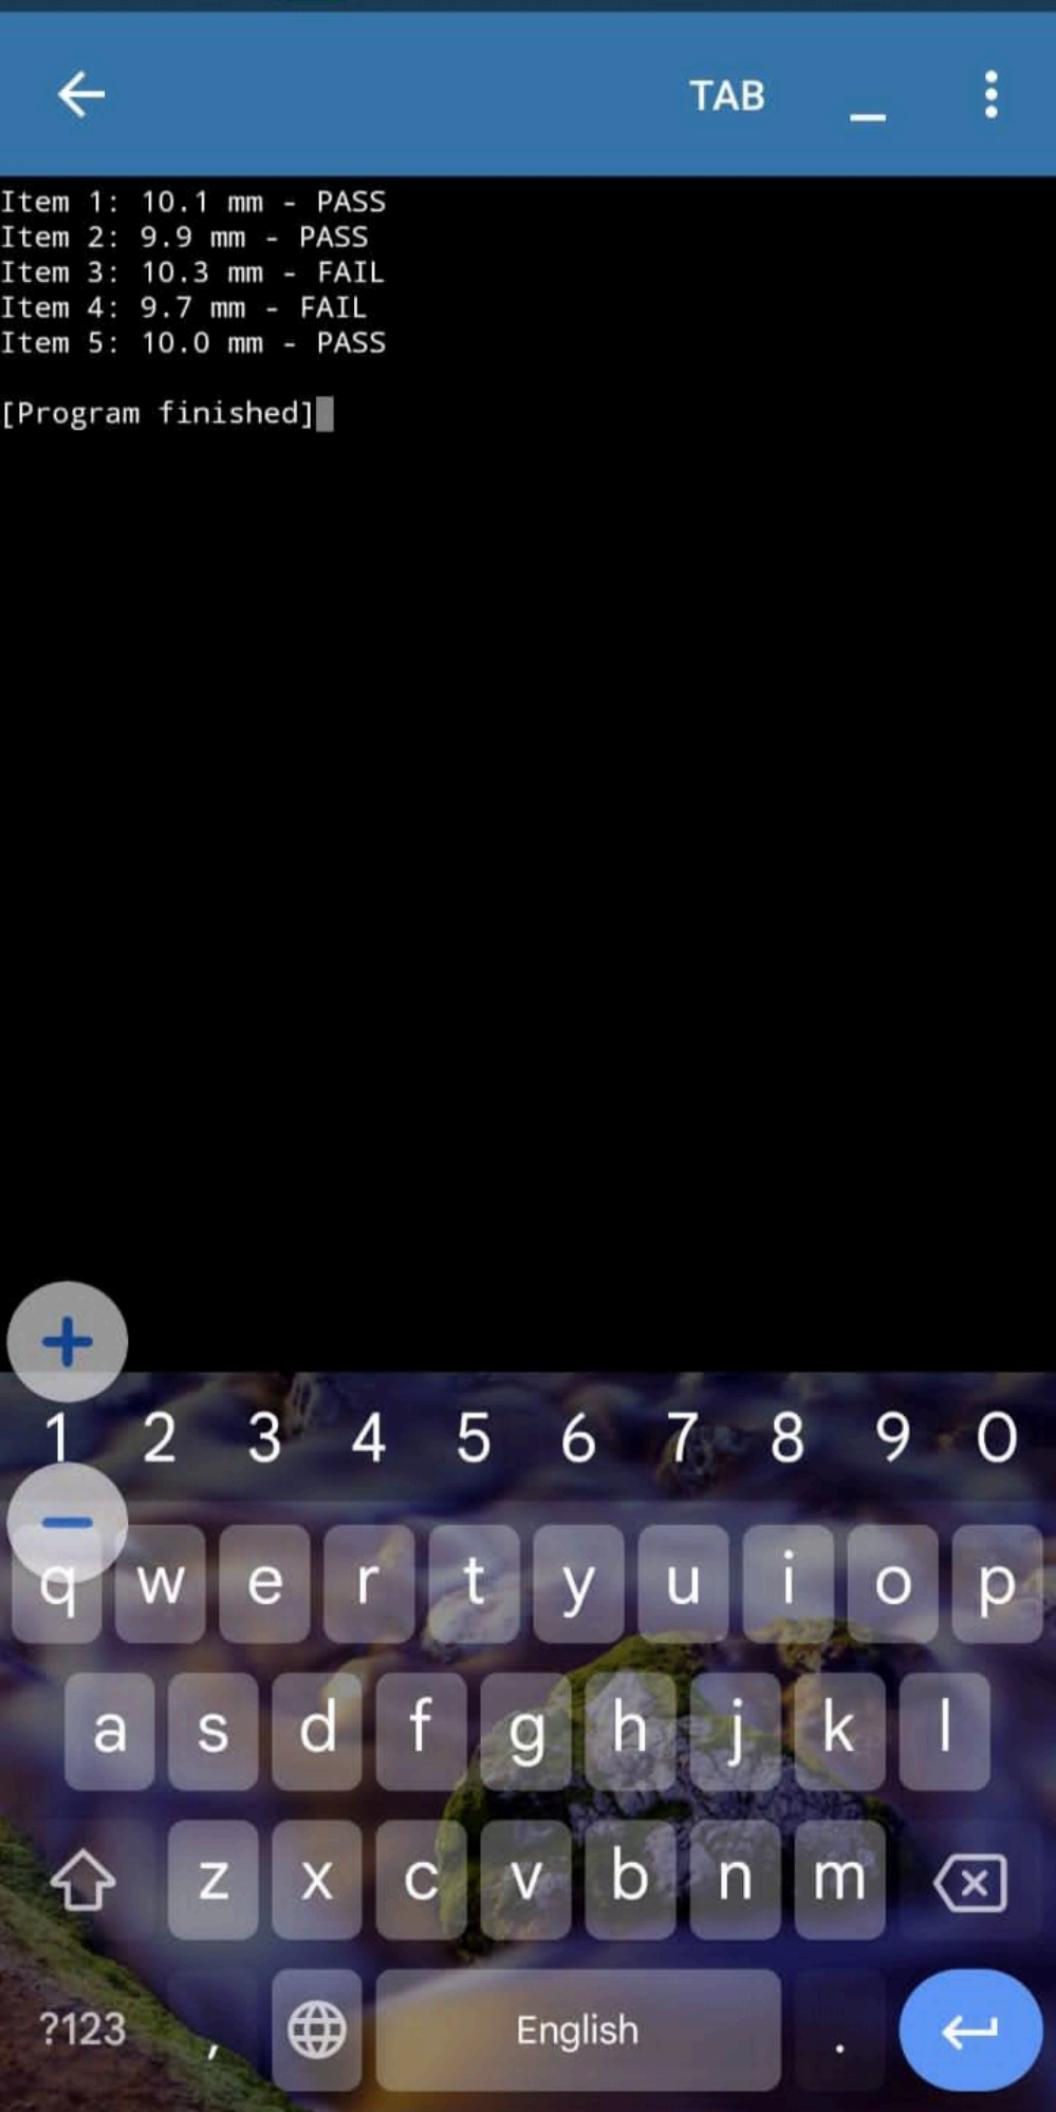 TAB
Item 1: 10.1 mm - PASS
Item 2: 9.9 mm - PASS
Item 3: 10.3 mm - FAIL
Item 4: 9.7 mm - FAIL
Item 5: 10.0 mm - PASS
[Program finished]
+
1 2 3 4 5 6 7 8 9 0
−
q w e r t y u i o p
a s d f g h j k l
z x c v b n m
?123 , English .